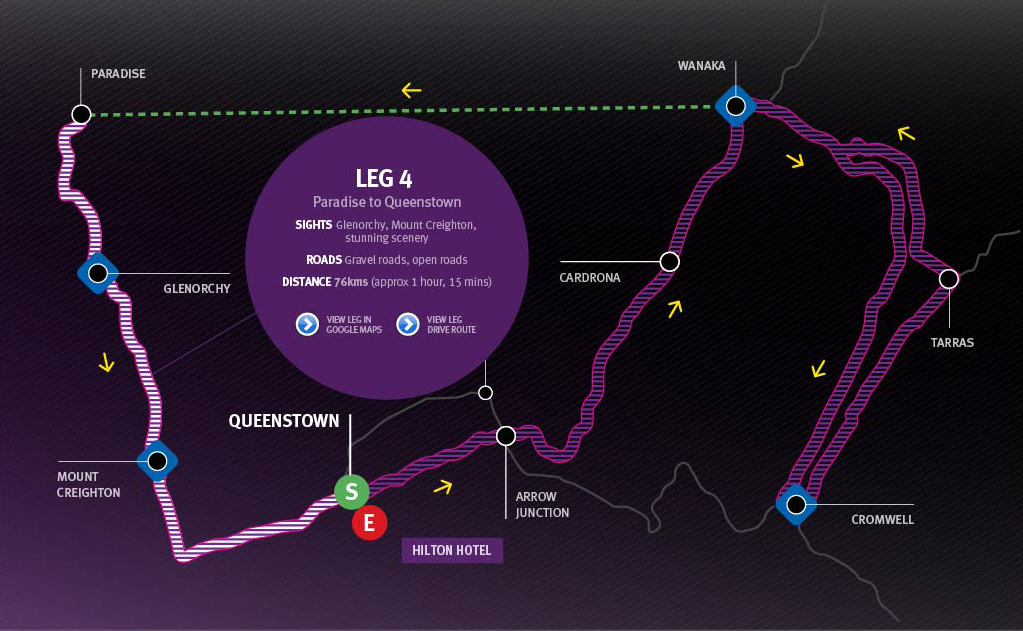 PARADISE
WANAKA
LEG 4
Paradise to Queenstown
SIGHTS Glenorchy, Mount Creighton,
stunning scenery
ROADS Gravel roads, open roads
DISTANCE 76kms (approx 1 hour, 15 mins)
VIEW LEG IN
GOOGLE MAPS
VIEW LEG
DRIVE ROUTE
GLENORCHY
CARDRONA
TARRAS
QUEENSTOWN
MOUNT
CREIGHTON
S
E
ARROW
JUNCTION
CROMWELL
HILTON HOTEL